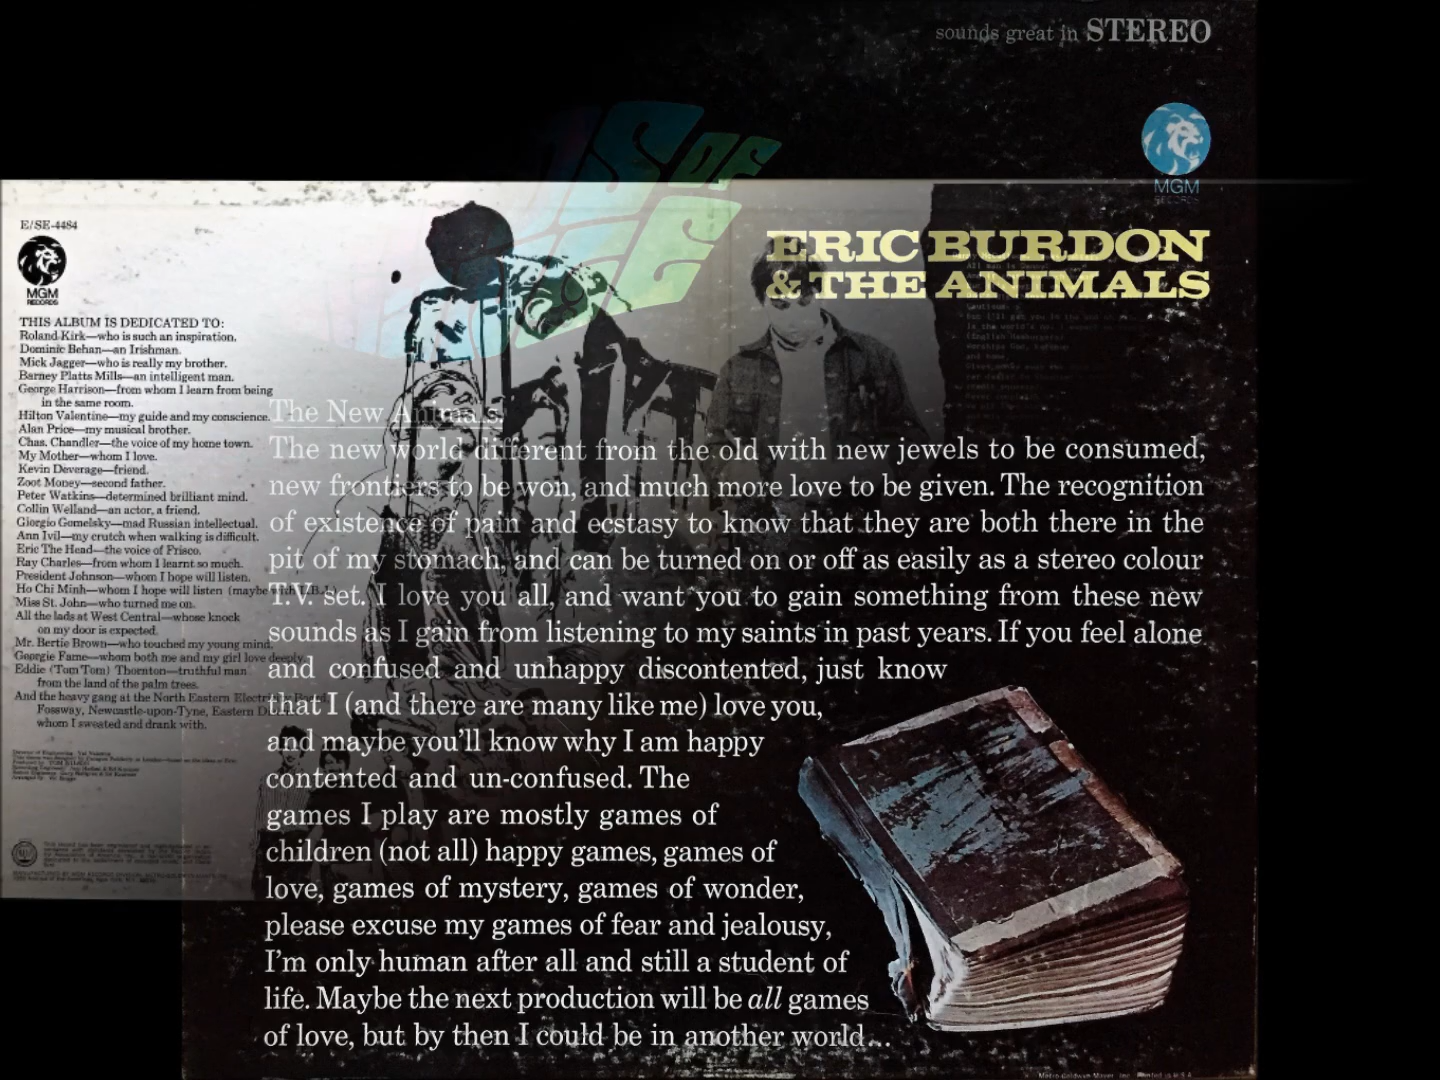 sounds great in STEREO
MGM
RECORDS
NS OF
ERIC BURDON
& THE ANIMALS
E/SE-4484
MGM
RECORDS
THIS ALBUM IS DEDICATED TO:
Roland Kirk—who is such an inspiration.
Dominic Behan—an Irishman.
Mick Jagger—who is really my brother.
Barney Platts Mills—an intelligent man.
George Harrison—from whom I learn from being
in the same room.
Hilton Valentine—my guide and my conscience.
Alan Price—my musical brother.
Chas. Chandler—the voice of my home town.
My Mother—whom I love.
Kevin Deverage—friend.
Zoot Money—second father.
Peter Watkins—determined brilliant mind.
Collin Welland—an actor, a friend.
Giorgio Gomelsky—mad Russian intellectual.
Ann Ivil—my crutch when walking is difficult.
Eric The Head—the voice of Frisco.
Ray Charles—from whom I learnt so much.
President Johnson—whom I hope will listen.
Ho Chi Minh—whom I hope will listen (maybe with L.B.J.).
Miss St. John—who turned me on.
All the lads at West Central—whose knock
on my door is expected.
Mr. Bertie Brown—who touched my young mind.
Georgie Fame—whom both me and my girl love deeply.
Eddie (Tom Tom) Thornton—truthful man
from the land of the palm trees.
And the heavy gang at the North Eastern Electricity
Fossway, Newcastle-upon-Tyne, Eastern
whom I sweated and drank with.
The New Animals.
The new world different from the old with new jewels to be consumed,
new frontiers to be won, and much more love to be given. The recognition
of existence of pain and ecstasy to know that they are both there in the
pit of my stomach, and can be turned on or off as easily as a stereo colour
T.V. set. I love you all, and want you to gain something from these new
sounds as I gain from listening to my saints in past years. If you feel alone
and confused and unhappy discontented, just know
that I (and there are many like me) love you,
and maybe you'll know why I am happy
contented and un-confused. The
games I play are mostly games of
children (not all) happy games, games of
love, games of mystery, games of wonder,
please excuse my games of fear and jealousy,
I'm only human after all and still a student of
life. Maybe the next production will be all games
of love, but by then I could be in another world...